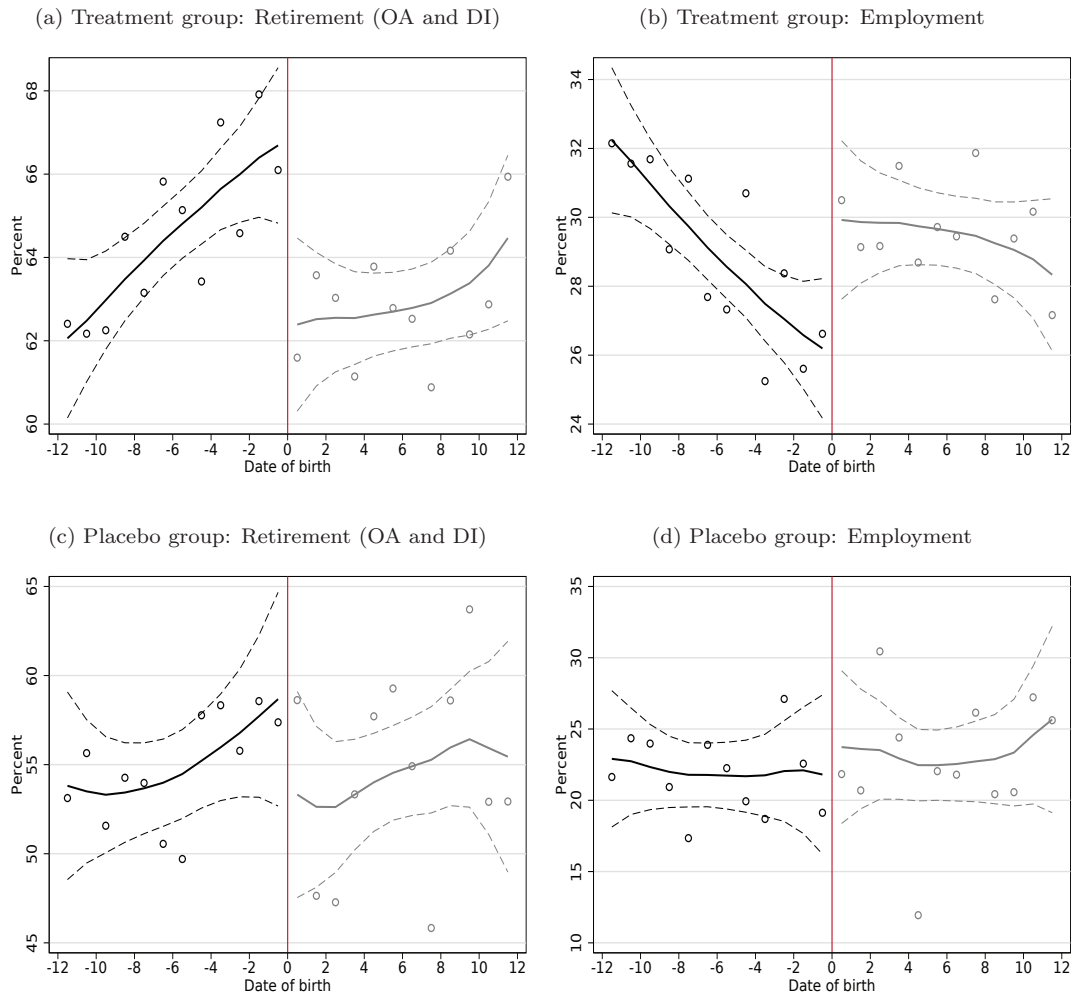 (a) Treatment group: Retirement (OA and DI)
(b) Treatment group: Employment
Percent
68
66
64
62
60
-12 -10 -8 -6 -4 -2 0 2 4 6 8 10 12
Date of birth
Percent
34
32
30
28
26
24
-12 -10 -8 -6 -4 -2 0 2 4 6 8 10 12
Date of birth
(c) Placebo group: Retirement (OA and DI)
(d) Placebo group: Employment
Percent
65
60
55
50
45
-12 -10 -8 -6 -4 -2 0 2 4 6 8 10 12
Date of birth
Percent
35
30
25
20
15
10
-12 -10 -8 -6 -4 -2 0 2 4 6 8 10 12
Date of birth